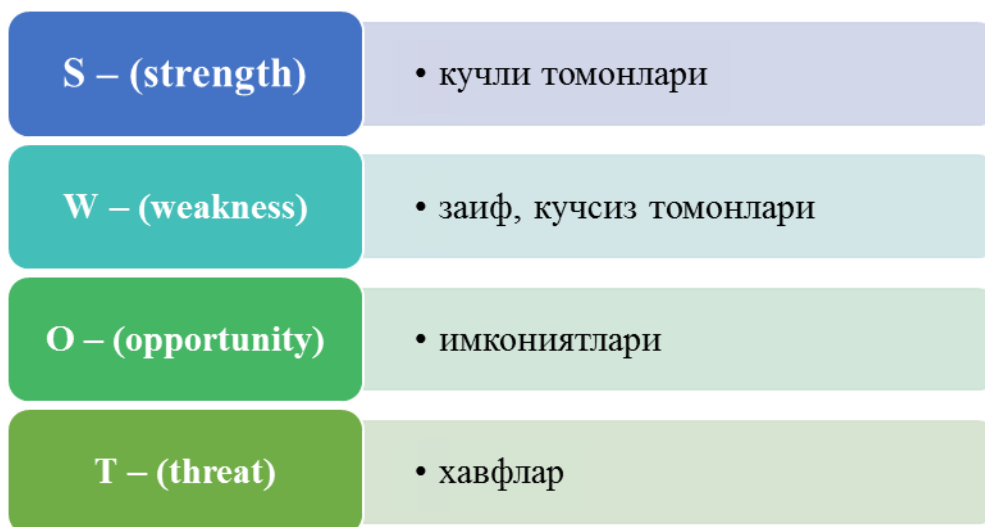 S – (strength)
• кучли томонлари
W – (weakness)
• заиф, кучсиз томонлари
O – (opportunity)
• имкониятлари
T – (threat)
• хавфлар